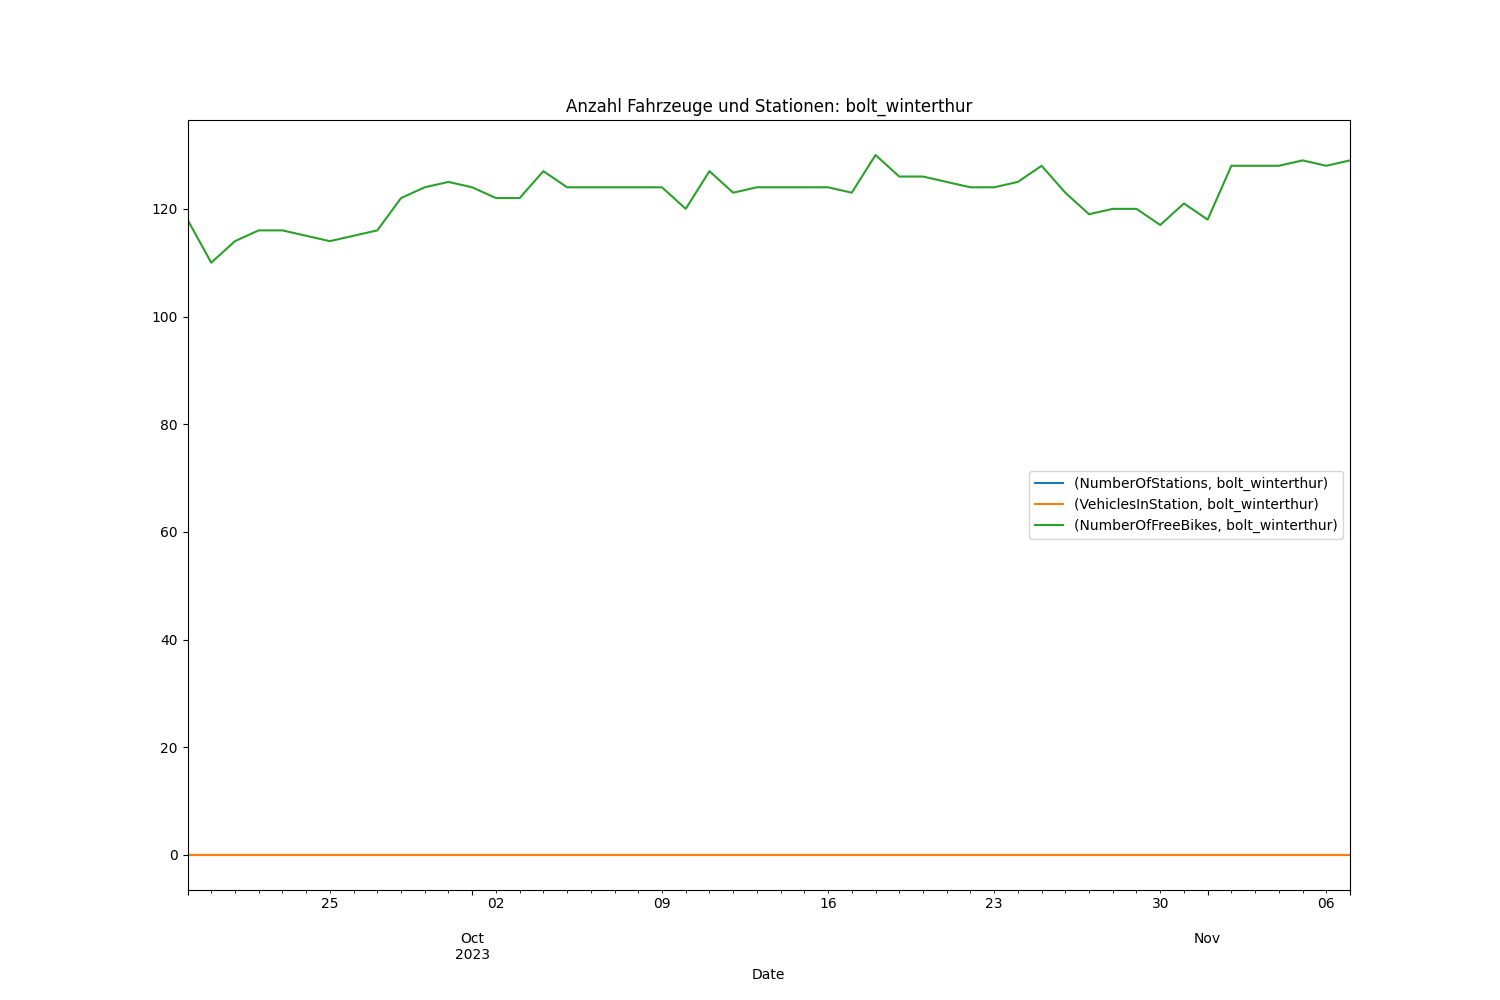 Anzahl Fahrzeuge und Stationen: bolt_winterthur
120
100
80
60
40
20
0
(NumberOfStations, bolt_winterthur)
(VehiclesInStation, bolt_winterthur)
(NumberOfFreeBikes, bolt_winterthur)
25 02 09 16 23 30 06
Oct Nov
2023
Date